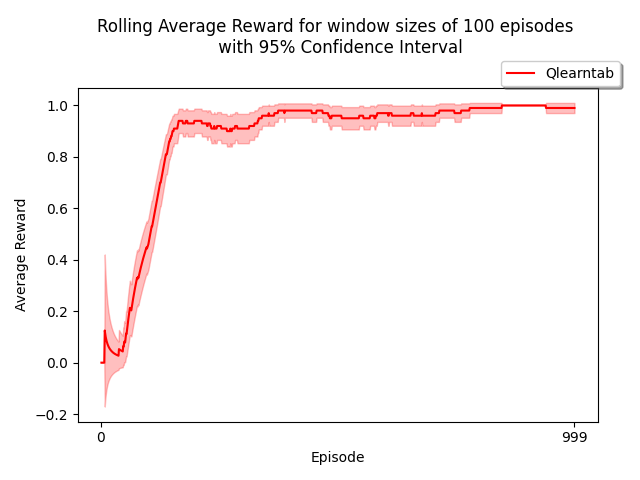 Rolling Average Reward for window sizes of 100 episodes
with 95% Confidence Interval
Qlearntab
1.0
0.8
0.6
0.4
0.2
0.0
−0.2
Average Reward
0
999
Episode